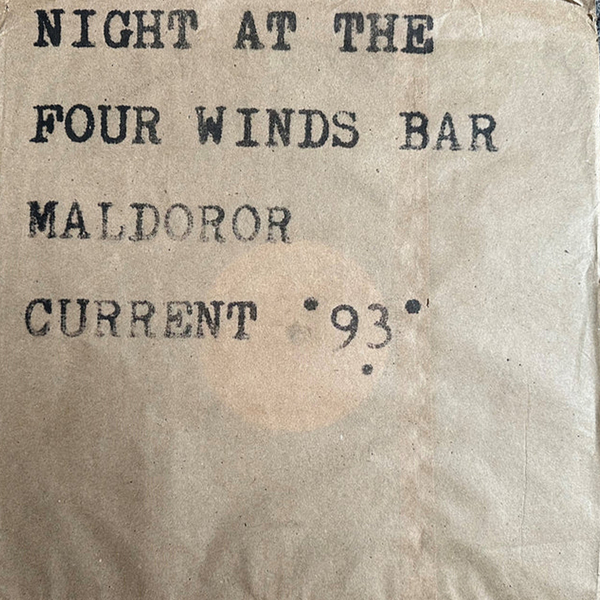 NIGHT AT THE
FOUR WINDS BAR
MALDOROR
CURRENT '93'